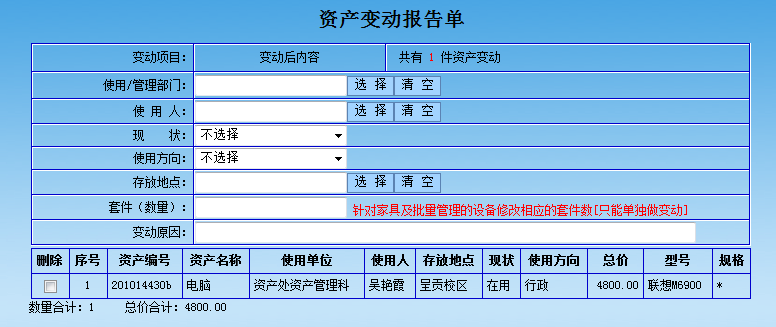 资产变动报告单
变动项目: 变动后内容 共有 1 件资产变动
使用/管理部门: 选 择 清 空
使 用 人: 选 择 清 空
现 状: 不选择
使用方向: 不选择
存放地点: 选 择 清 空
套件（数量）: 针对家具及批量管理的设备修改相应的套件数[只能单独做变动]
变动原因:
删除 序号 资产编号 资产名称 使用单位 使用人 存放地点 现状 使用方向 总价 型号 规格
1 201014430b 电脑 资产处资产管理科 吴艳霞 呈贡校区 在用 行政 4800.00 联想M6900 *
数量合计: 1 总价合计: 4800.00